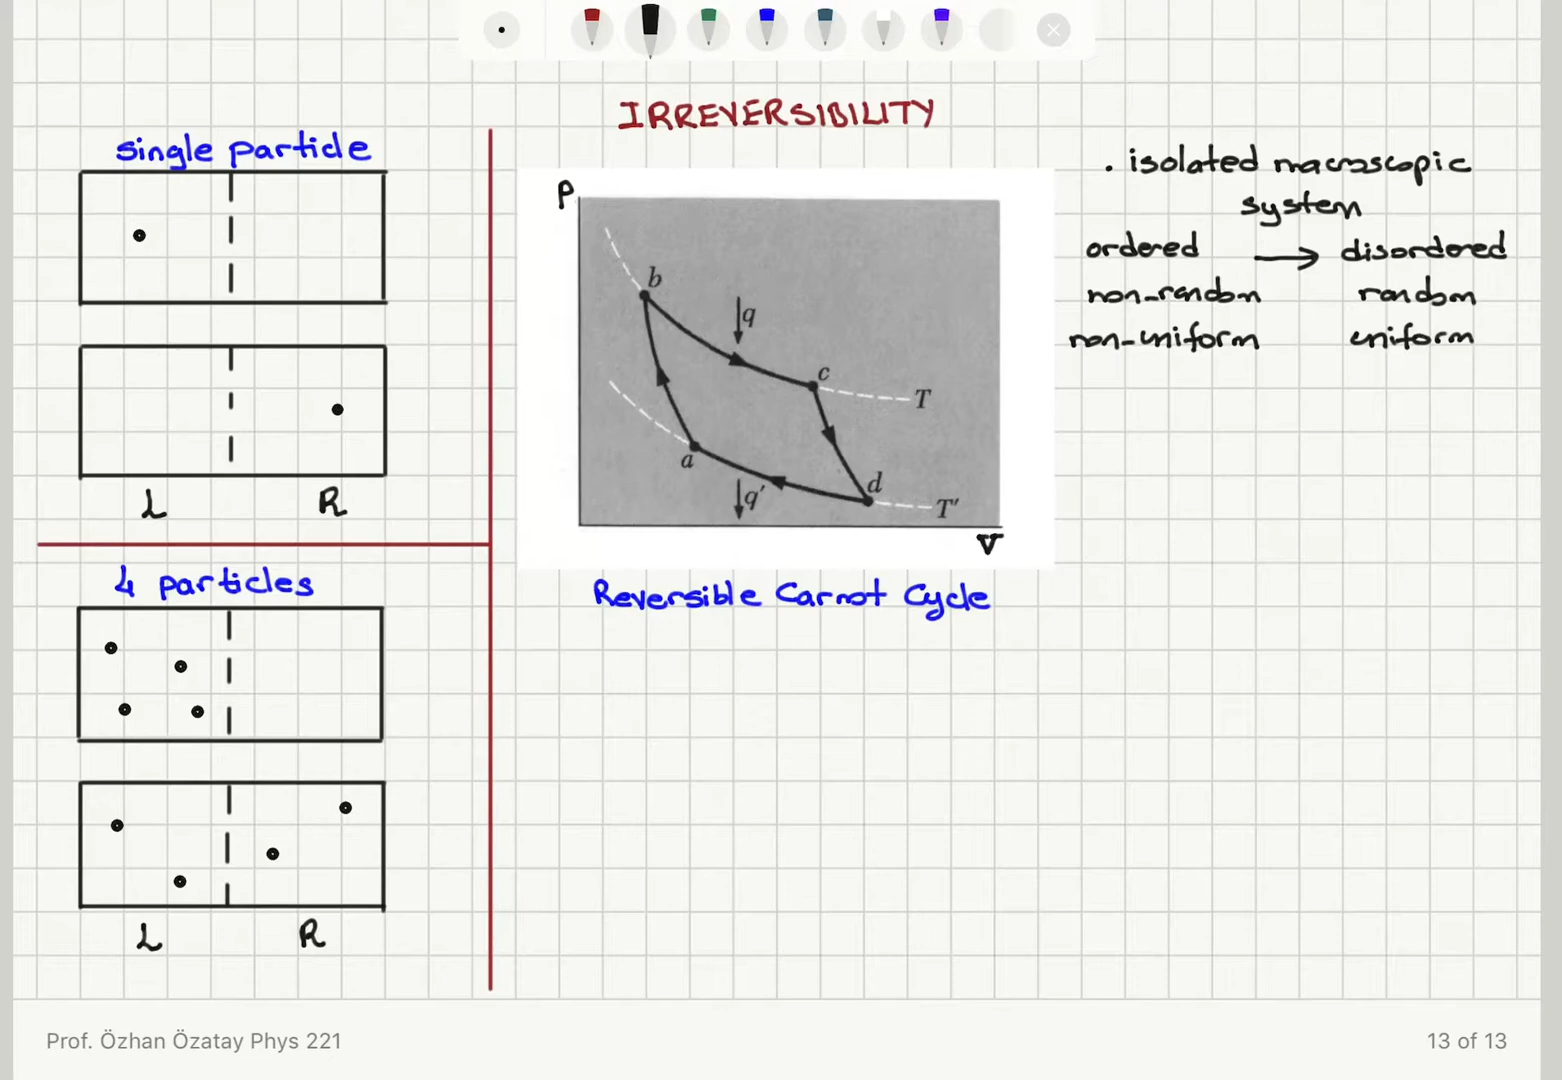 IRREVERSIBILITY
single particle
L R
4 particles
L R
P
b
q
c
T
a
q'
d
T'
V
Reversible Carnot Cycle
. isolated macroscopic
system
ordered → disordered
non-random random
non-uniform uniform
Prof. Özhan Özatay Phys 221
13 of 13